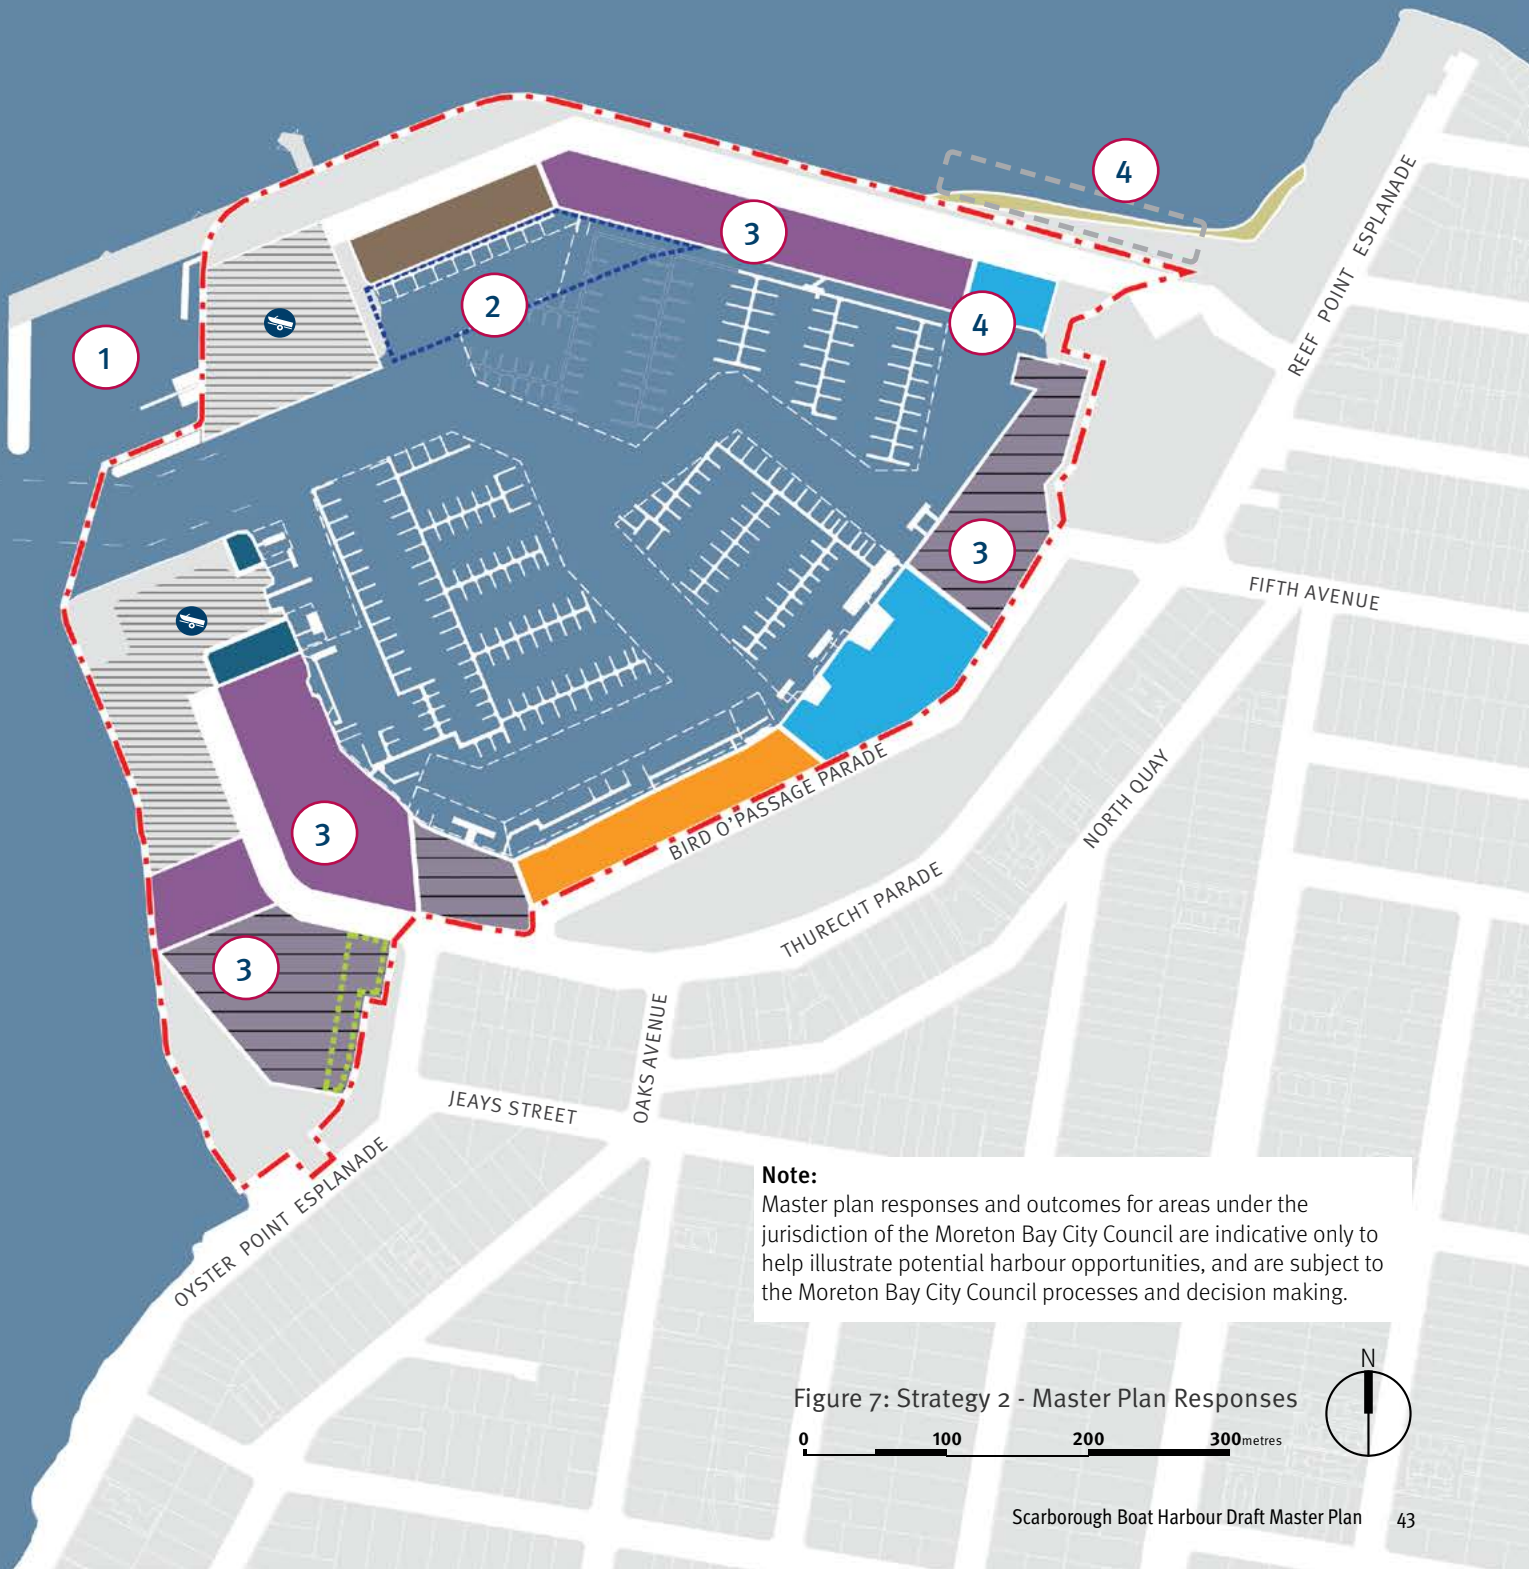 4
3
2
4
1
3
3
3
REEF POINT ESPLANADE
FIFTH AVENUE
BIRD O'PASSAGE PARADE
NORTH QUAY
THURECHT PARADE
OAKS AVENUE
JEAYS STREET
OYSTER POINT ESPLANADE
Note:
Master plan responses and outcomes for areas under the
jurisdiction of the Moreton Bay City Council are indicative only to
help illustrate potential harbour opportunities, and are subject to
the Moreton Bay City Council processes and decision making.
N
Figure 7: Strategy 2 - Master Plan Responses
0 100 200 300metres
Scarborough Boat Harbour Draft Master Plan 43